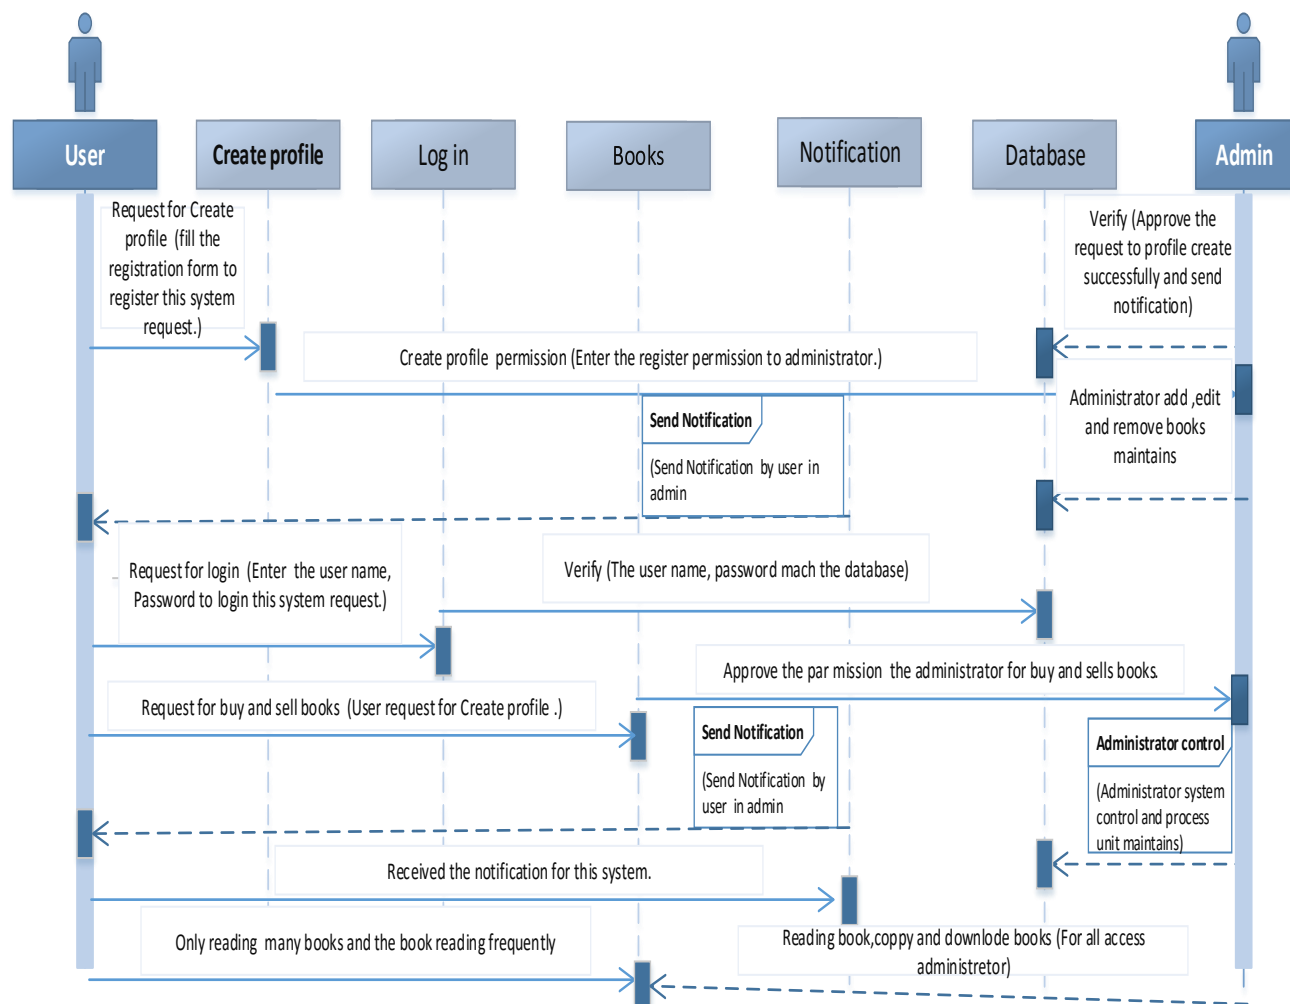 User
Create profile
Log in
Books
Notification
Database
Admin
Request for Create
profile (fill the
registration form to
register this system
request.)
Verify (Approve the
request to profile create
successfully and send
notification)
Create profile permission (Enter the register permission to administrator.)
Administrator add ,edit
and remove books
maintains
Send Notification
(Send Notification by user in
admin
Request for login (Enter the user name,
Password to login this system request.)
Verify (The user name, password mach the database)
Approve the par mission the administrator for buy and sells books.
Request for buy and sell books (User request for Create profile .)
Send Notification
(Send Notification by
user in admin
Administrator control
(Administrator system
control and process
unit maintains)
Received the notification for this system.
Only reading many books and the book reading frequently
Reading book,coppy and downlode books (For all access
administretor)